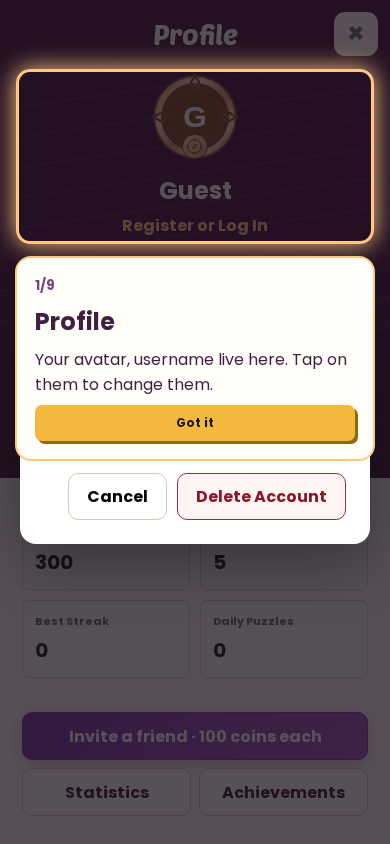 Profile
✖
G
Guest
Register or Log In
1/9
Profile
Your avatar, username live here. Tap on
them to change them.
Got it
Cancel
Delete Account
300
5
Best Streak
Daily Puzzles
0
0
Invite a friend · 100 coins each
Statistics
Achievements